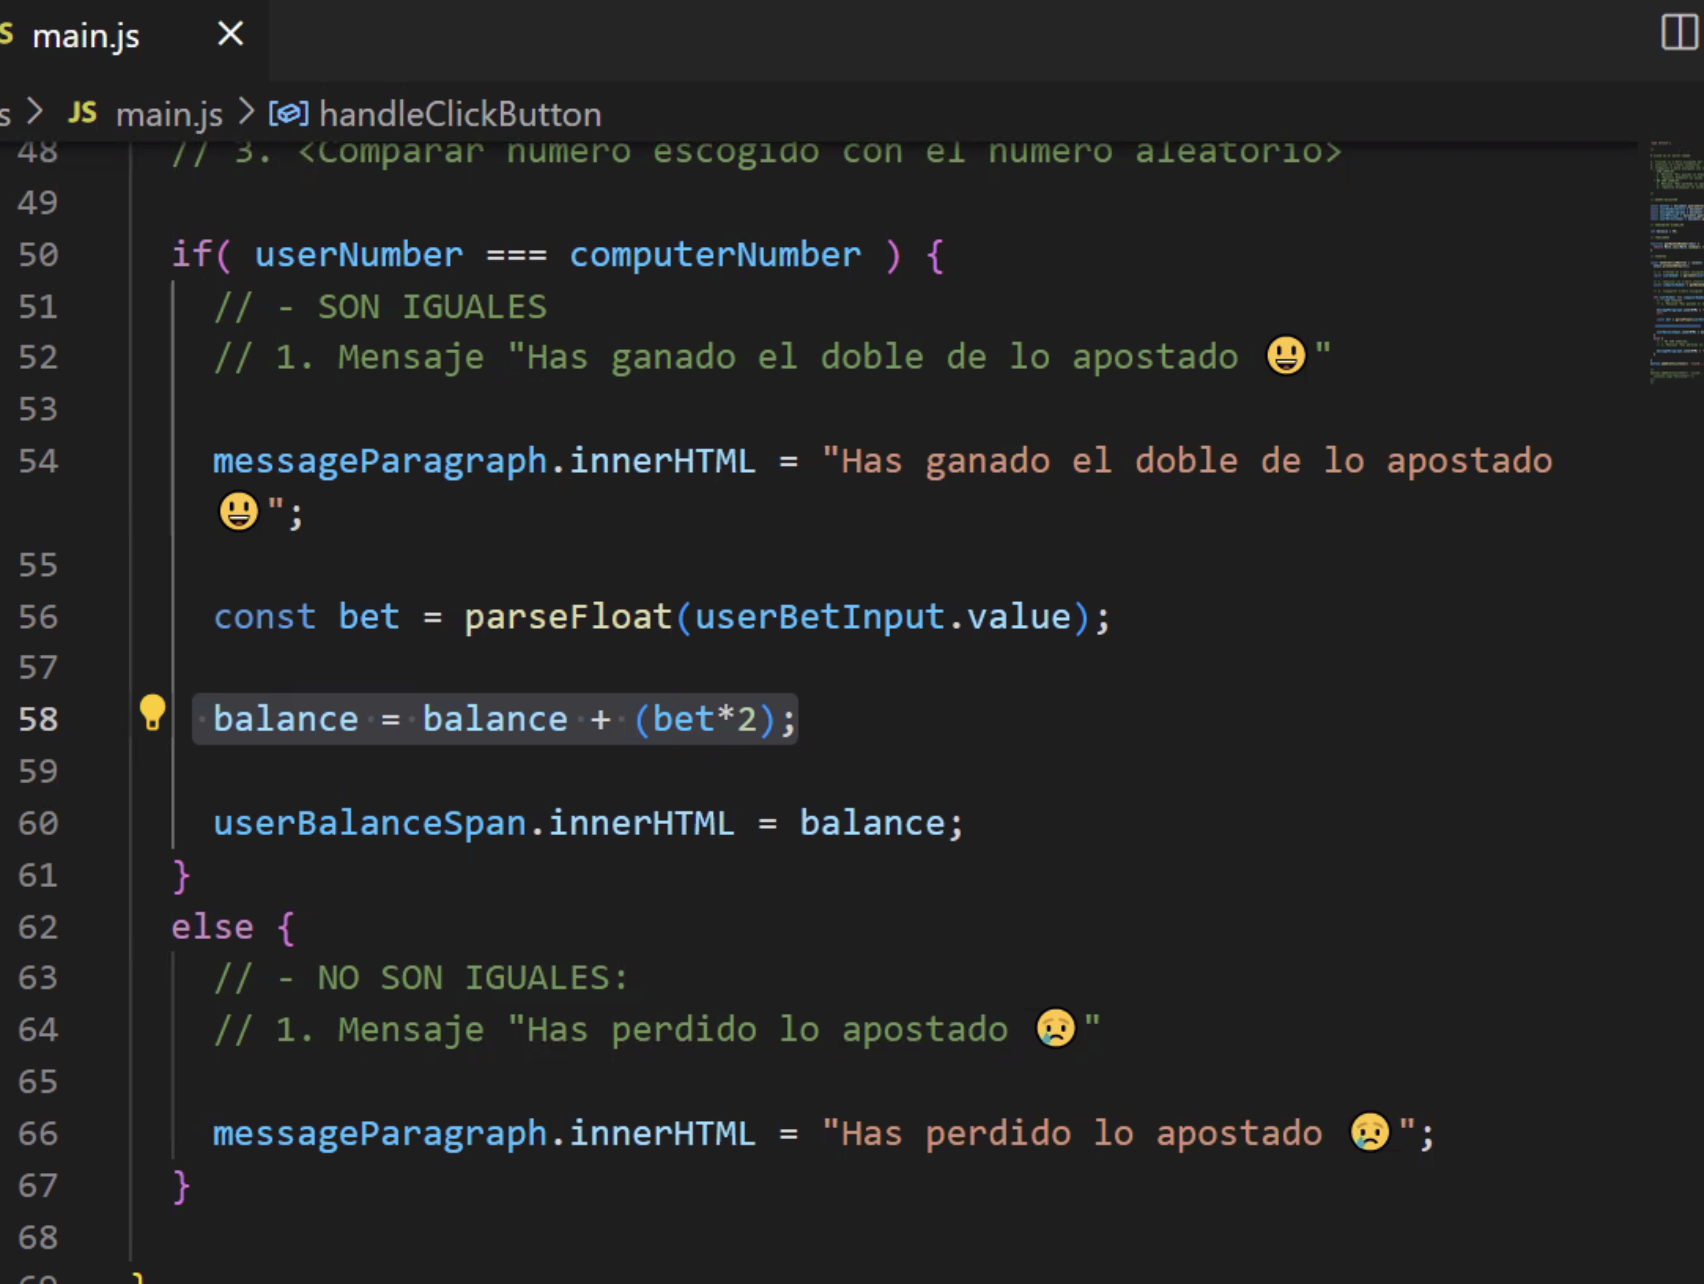 S main.js ×
s > JS main.js > handleClickButton
48 // 3. <Comparar numero escogido con el numero aleatorio>
49
50 if( userNumber === computerNumber ) {
51 // - SON IGUALES
52 // 1. Mensaje "Has ganado el doble de lo apostado 😃"
53
54 messageParagraph.innerHTML = "Has ganado el doble de lo apostado
😃";
55
56 const bet = parseFloat(userBetInput.value);
57
58 balance = balance + (bet*2);
59
60 userBalanceSpan.innerHTML = balance;
61 }
62 else {
63 // - NO SON IGUALES:
64 // 1. Mensaje "Has perdido lo apostado 😢"
65
66 messageParagraph.innerHTML = "Has perdido lo apostado 😢";
67 }
68
69 }